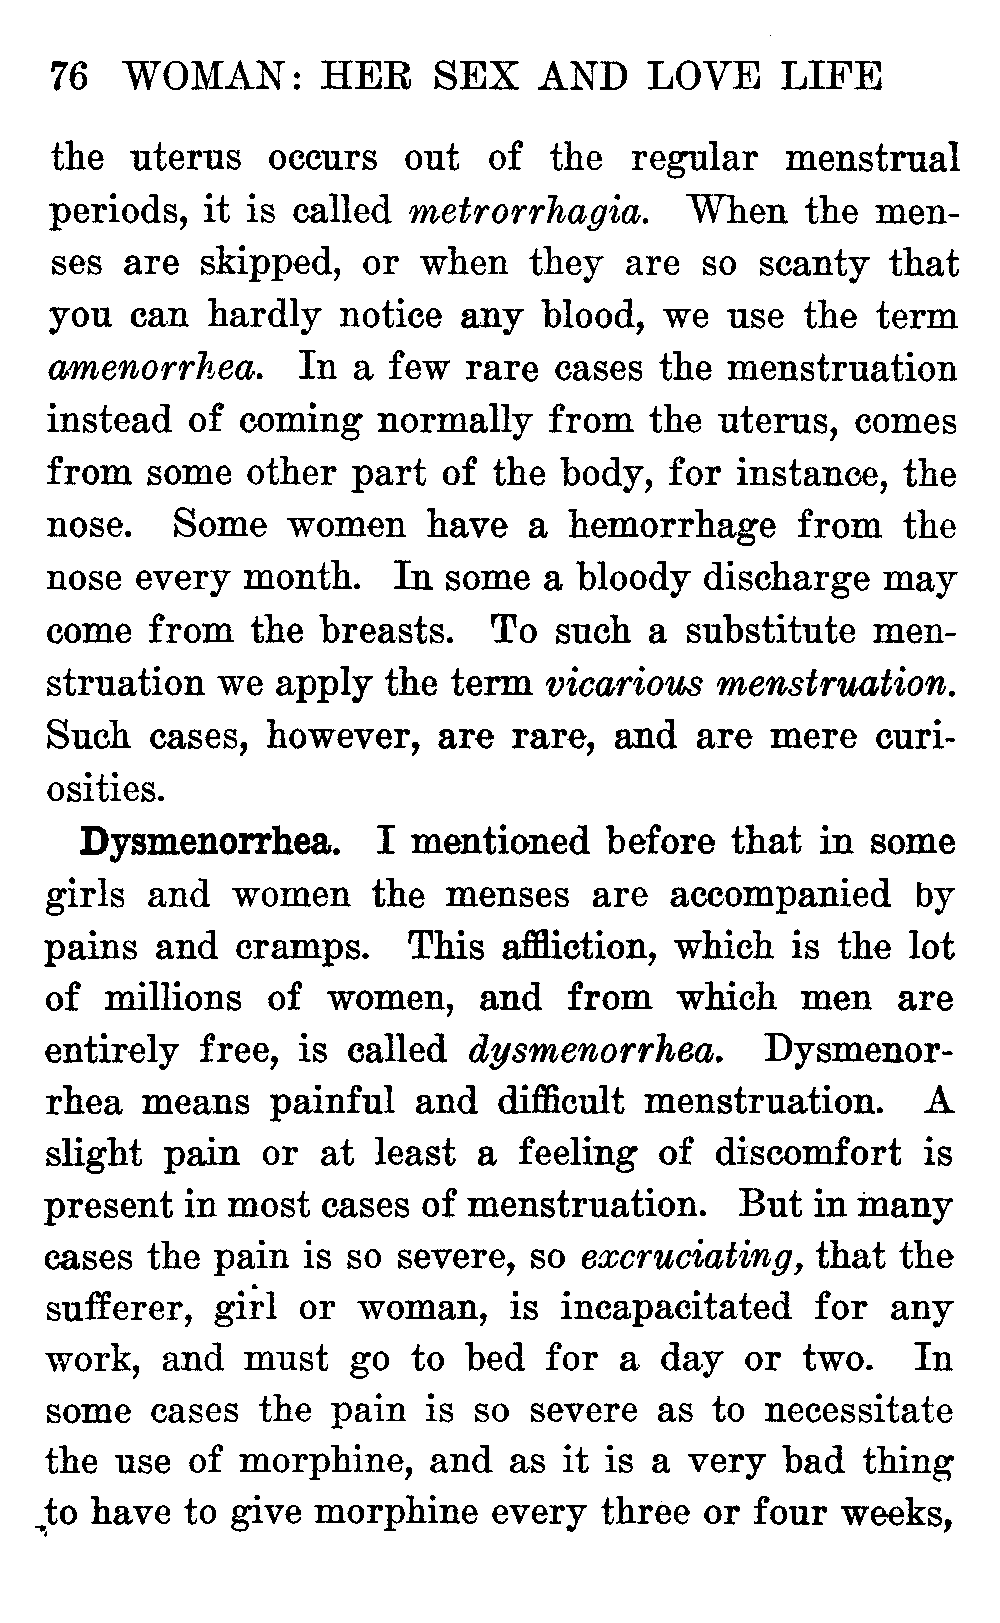 76 WOMAN: HER SEX AND LOVE LIFE
the uterus occurs out of the regular menstrual
periods, it is called metrorrhagia. When the men-
ses are skipped, or when they are so scanty that
you can hardly notice any blood, we use the term
amenorrhea. In a few rare cases the menstruation
instead of coming normally from the uterus, comes
from some other part of the body, for instance, the
nose. Some women have a hemorrhage from the
nose every month. In some a bloody discharge may
come from the breasts. To such a substitute men-
struation we apply the term vicarious menstruation.
Such cases, however, are rare, and are mere curi-
osities.
Dysmenorrhea. I mentioned before that in some
girls and women the menses are accompanied by
pains and cramps. This affliction, which is the lot
of millions of women, and from which men are
entirely free, is called dysmenorrhea. Dysmenor-
rhea means painful and difficult menstruation. A
slight pain or at least a feeling of discomfort is
present in most cases of menstruation. But in many
cases the pain is so severe, so excruciating, that the
sufferer, girl or woman, is incapacitated for any
work, and must go to bed for a day or two. In
some cases the pain is so severe as to necessitate
the use of morphine, and as it is a very bad thing
to have to give morphine every three or four weeks,